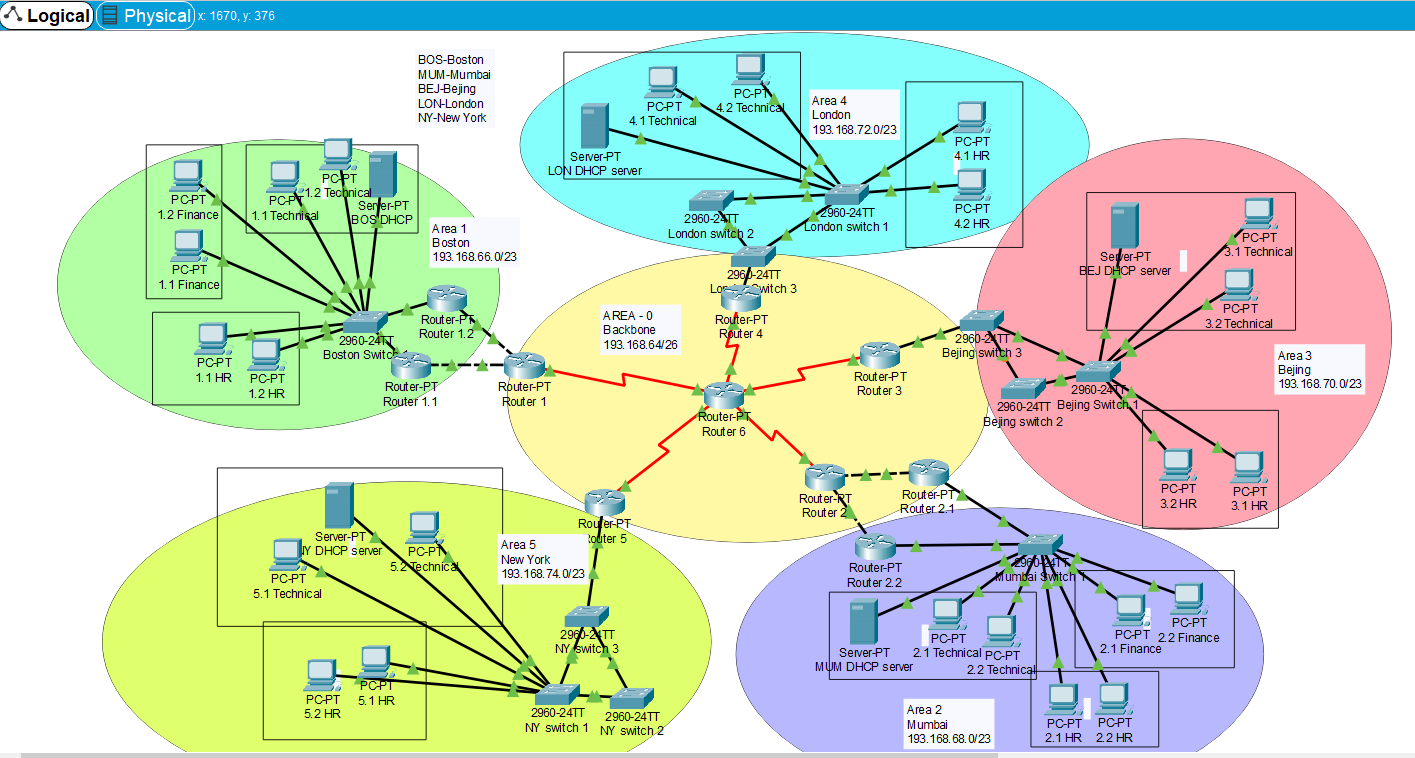 Logical
Physical
x: 1670, y: 376
BOS-Boston
MUM-Mumbai
BEJ-Bejing
LON-London
NY-New York
PC-PT
4.1 Technical
PC-PT
4.2 Technical
Server-PT
LON DHCP server
Area 4
London
193.168.72.0/23
PC-PT
4.1 HR
PC-PT
4.2 HR
2960-24TT
London switch 2
2960-24TT
London switch 1
2960-24TT
London Switch 3
PC-PT
1.2 Finance
PC-PT
1.1 Finance
PC-PT
1.1 Technical
PC-PT
1.2 Technical
Server-PT
BOS DHCP
Area 1
Boston
193.168.66.0/23
PC-PT
1.1 HR
PC-PT
1.2 HR
2960-24TT
Boston Switch 1
Router-PT
Router 1.2
Router-PT
Router 1.1
Router-PT
Router 1
AREA - 0
Backbone
193.168.64/26
Router-PT
Router 4
Router-PT
Router 3
Router-PT
Router 6
Router-PT
Router 2
Router-PT
Router 2.1
Router-PT
Router 2.2
Router-PT
Router 5
Server-PT
BEJ DHCP server
PC-PT
3.1 Technical
PC-PT
3.2 Technical
2960-24TT
Bejing switch 3
2960-24TT
Bejing switch 2
2960-24TT
Bejing Switch 1
Area 3
Bejing
193.168.70.0/23
PC-PT
3.2 HR
PC-PT
3.1 HR
Server-PT
NY DHCP server
PC-PT
5.1 Technical
PC-PT
5.2 Technical
Area 5
New York
193.168.74.0/23
2960-24TT
NY switch 3
PC-PT
5.2 HR
PC-PT
5.1 HR
2960-24TT
NY switch 1
2960-24TT
NY switch 2
2960-24TT
Mumbai Switch 1
Server-PT
MUM DHCP server
PC-PT
2.1 Technical
PC-PT
2.2 Technical
PC-PT
2.1 Finance
PC-PT
2.2 Finance
PC-PT
2.1 HR
PC-PT
2.2 HR
Area 2
Mumbai
193.168.68.0/23